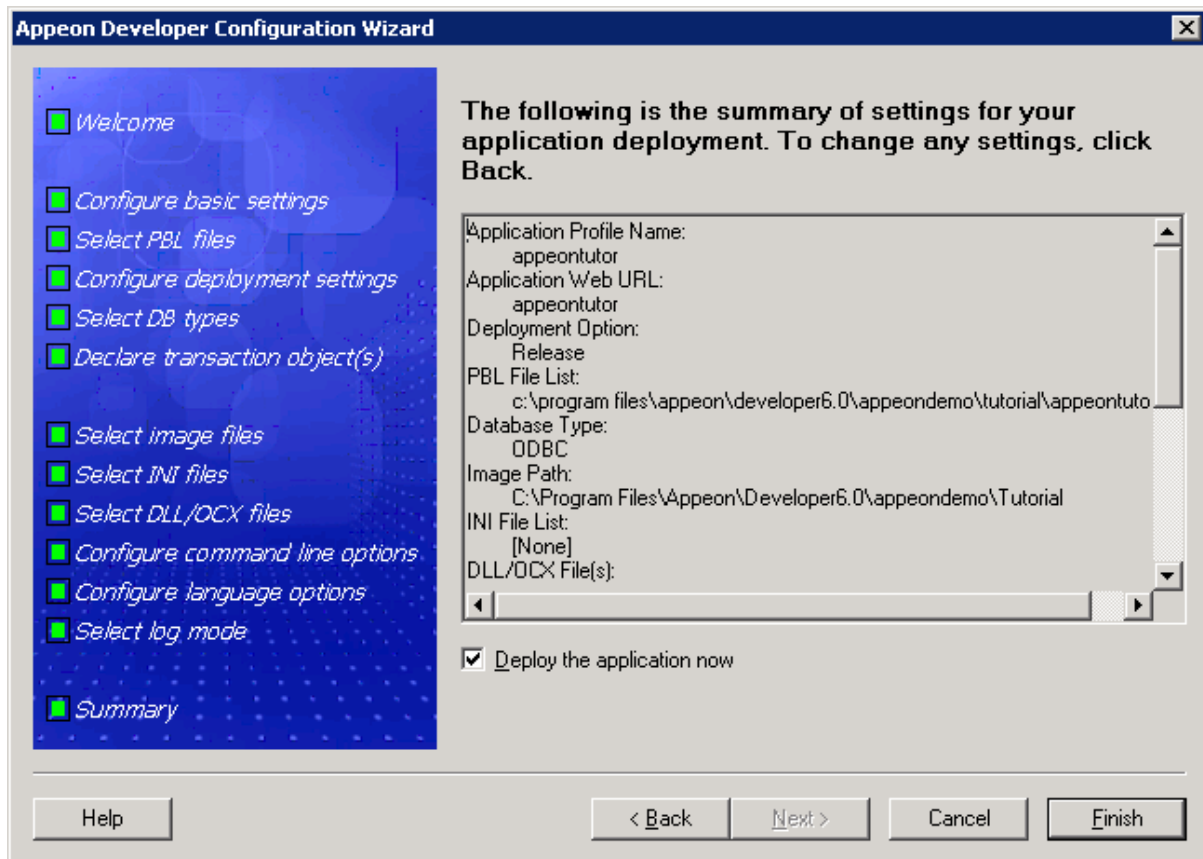 Appeon Developer Configuration Wizard
Welcome
Configure basic settings
Select PBL files
Configure deployment settings
Select DB types
Declare transaction object(s)
Select image files
Select INI files
Select DLL/OCX files
Configure command line options
Configure language options
Select log mode
Summary
The following is the summary of settings for your
application deployment. To change any settings, click
Back.
Application Profile Name:
appeontutor
Application Web URL:
appeontutor
Deployment Option:
Release
PBL File List:
c:\program files\appeon\developer6.0\appeondemo\tutorial\appeontuto
Database Type:
ODBC
Image Path:
C:\Program Files\Appeon\Developer6.0\appeondemo\Tutorial
INI File List:
[None]
DLL/OCX File(s):
Deploy the application now
Help
< Back
Next >
Cancel
Finish